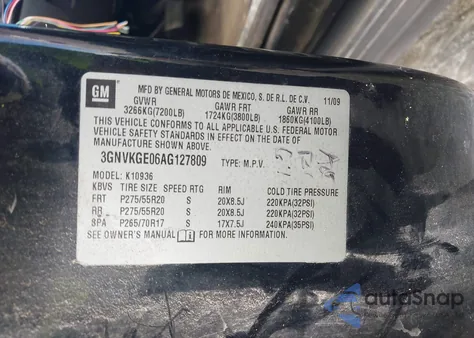 GM
MFD BY GENERAL MOTORS DE MEXICO, S. DE R.L. DE C.V. 11/09
GVWR GAWR FRT GAWR RR
3266KG(7200LB) 1724KG(3800LB) 1860KG(4100LB)
THIS VEHICLE CONFORMS TO ALL APPLICABLE U.S. FEDERAL MOTOR
VEHICLE SAFETY STANDARDS IN EFFECT ON THE DATE OF
MANUFACTURE SHOWN ABOVE.
3GNVKGE06AG127809 TYPE: M.P.V.
MODEL: K10936
KBVS TIRE SIZE SPEED RTG RIM COLD TIRE PRESSURE
FRT P275/55R20 S 20X8.5J 220KPA(32PSI)
RR P275/55R20 S 20X8.5J 220KPA(32PSI)
SPA P265/70R17 S 17X7.5J 240KPA(35PSI)
SEE OWNER'S MANUAL FOR MORE INFORMATION.
autoSnap